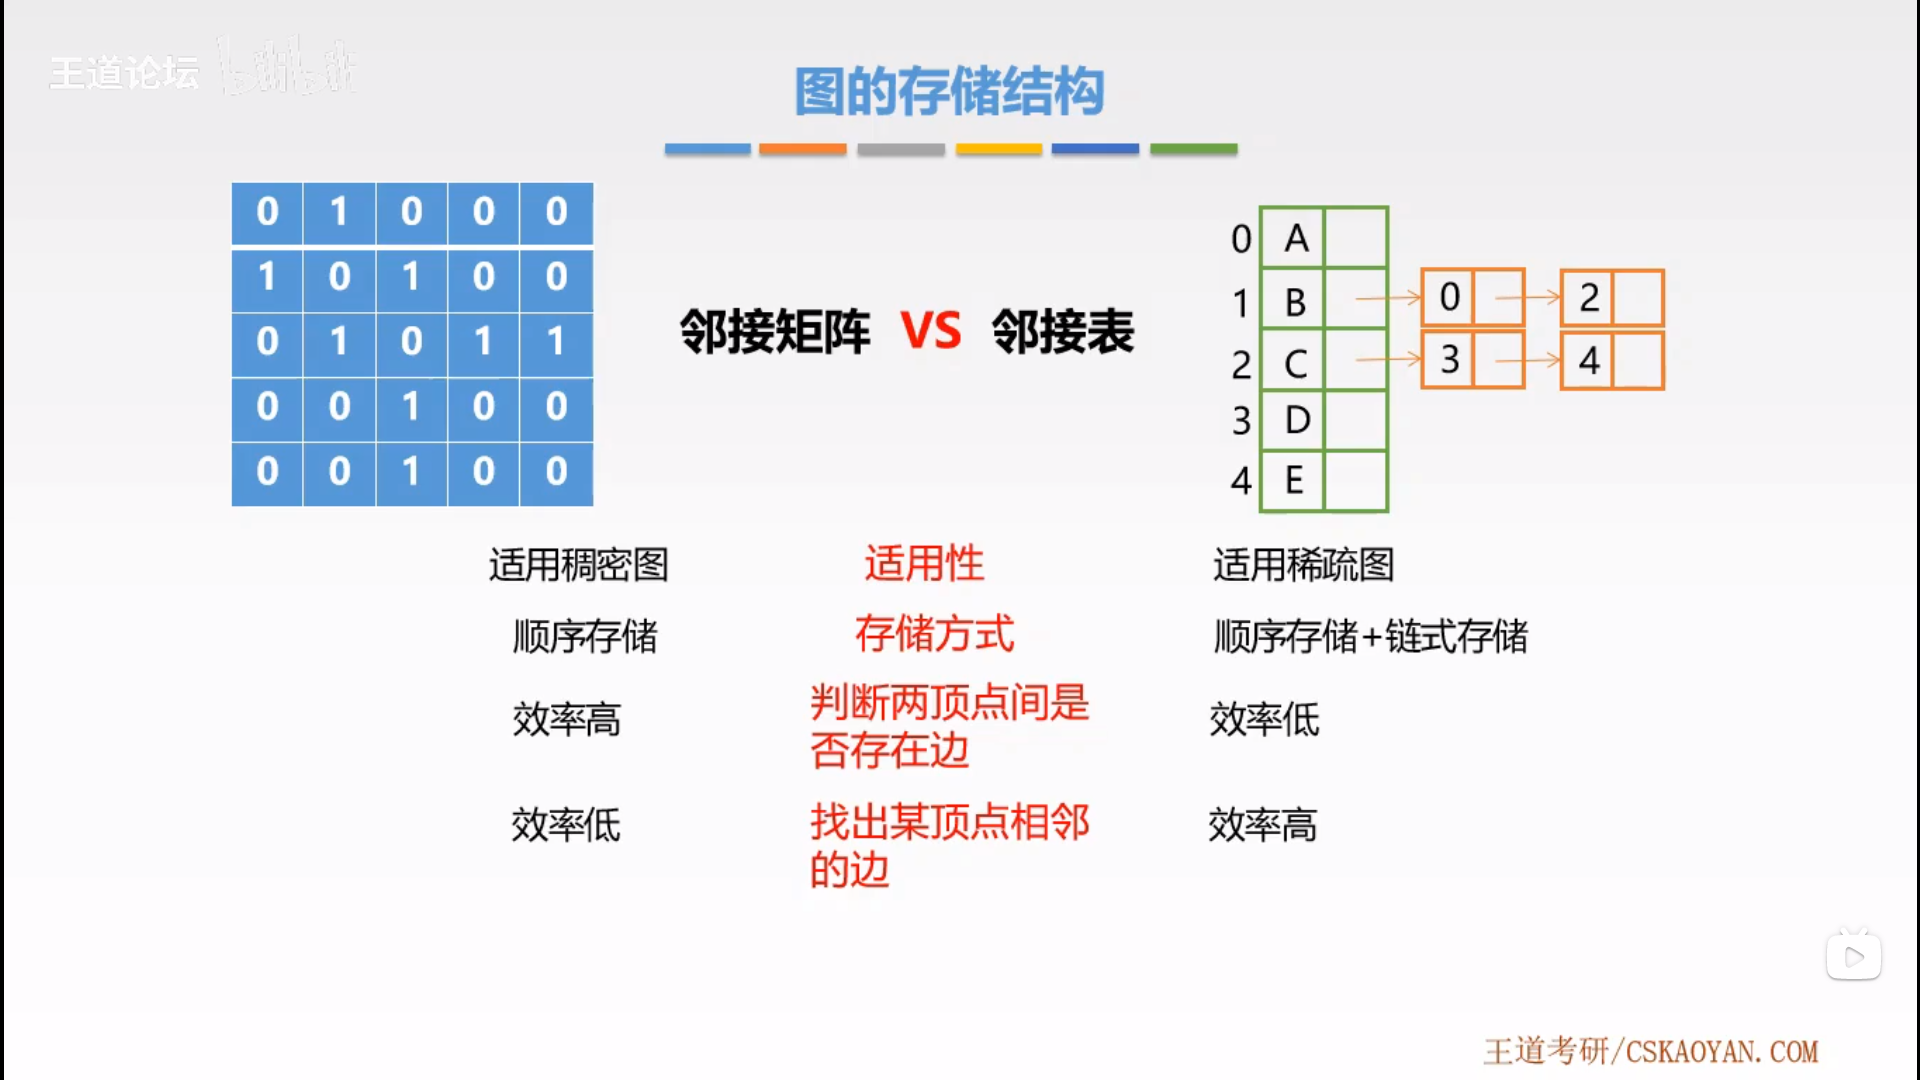 王道论坛 bilibili
图的存储结构
0 1 0 0 0
1 0 1 0 0
0 1 0 1 1
0 0 1 0 0
0 0 1 0 0
邻接矩阵 VS 邻接表
0 A
1 B 0 2
2 C 3 4
3 D
4 E
适用稠密图 适用性 适用稀疏图
顺序存储 存储方式 顺序存储+链式存储
效率高 判断两顶点间是 效率低
否存在边
效率低 找出某顶点相邻 效率高
的边
王道考研/CSKAOYAN.COM